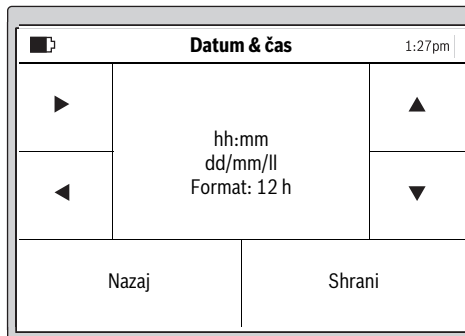 Datum & čas 1:27pm
hh:mm
dd/mm/ll
Format: 12 h
Nazaj Shrani